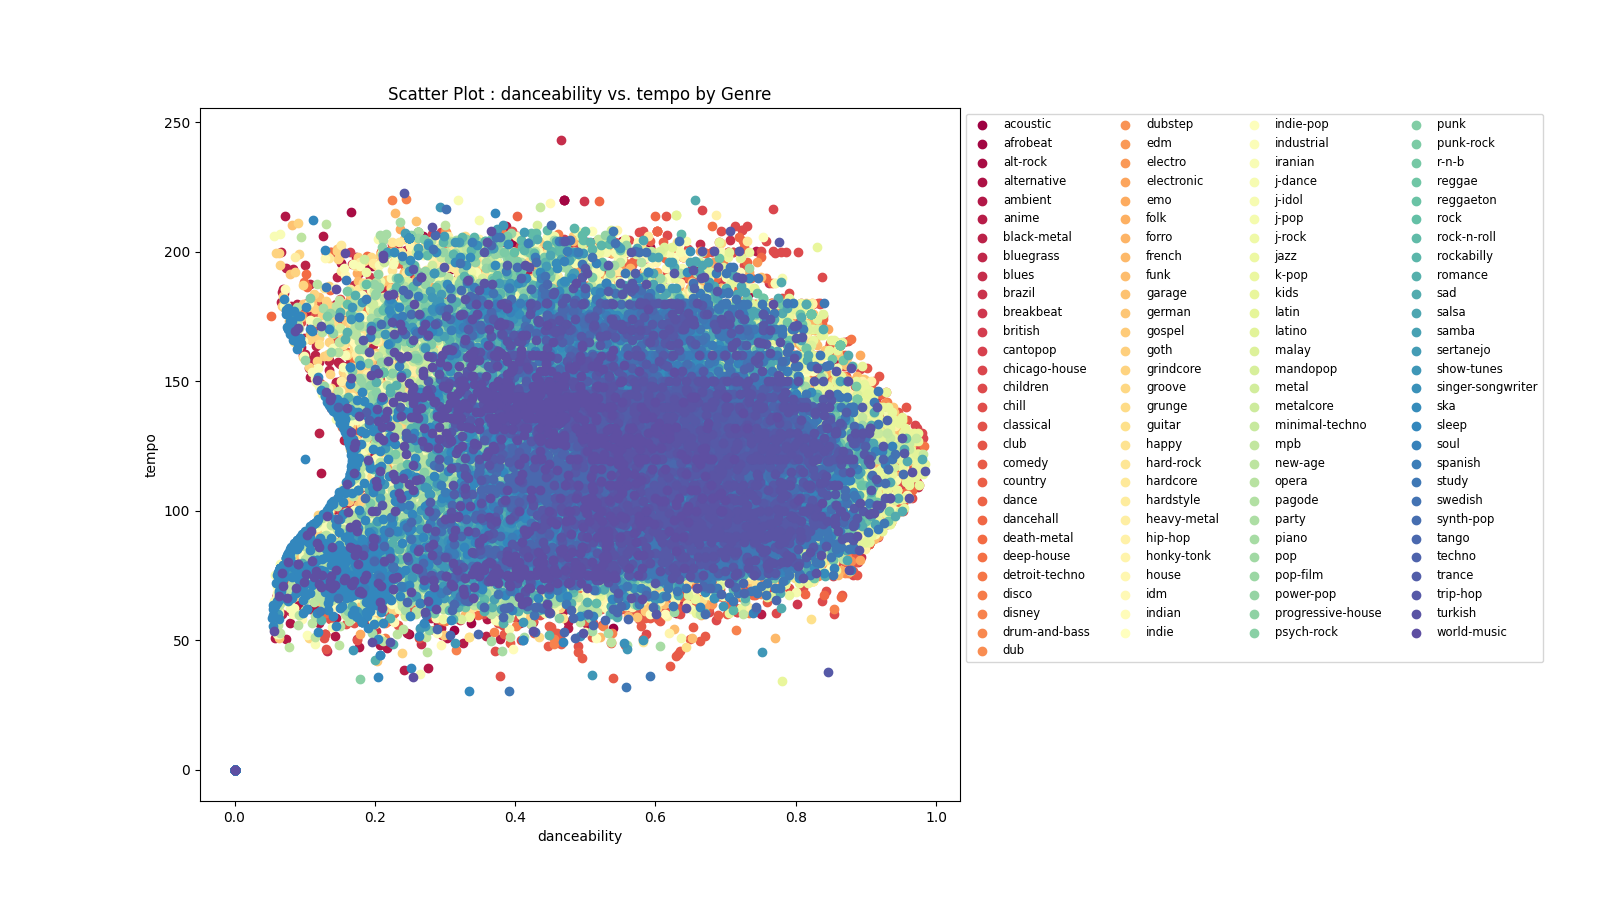 Scatter Plot : danceability vs. tempo by Genre
250
200
150
100
50
0
tempo
0.0
0.2
0.4
0.6
0.8
1.0
danceability
acoustic
afrobeat
alt-rock
alternative
ambient
anime
black-metal
bluegrass
blues
brazil
breakbeat
british
cantopop
chicago-house
children
chill
classical
club
comedy
country
dance
dancehall
death-metal
deep-house
detroit-techno
disco
disney
drum-and-bass
dub
dubstep
edm
electro
electronic
emo
folk
forro
french
funk
garage
german
gospel
goth
grindcore
groove
grunge
guitar
happy
hard-rock
hardcore
hardstyle
heavy-metal
hip-hop
honky-tonk
house
idm
indian
indie
indie-pop
industrial
iranian
j-dance
j-idol
j-pop
j-rock
jazz
k-pop
kids
latin
latino
malay
mandopop
metal
metalcore
minimal-techno
mpb
new-age
opera
pagode
party
piano
pop
pop-film
power-pop
progressive-house
psych-rock
punk
punk-rock
r-n-b
reggae
reggaeton
rock
rock-n-roll
rockabilly
romance
sad
salsa
samba
sertanejo
show-tunes
singer-songwriter
ska
sleep
soul
spanish
study
swedish
synth-pop
tango
techno
trance
trip-hop
turkish
world-music